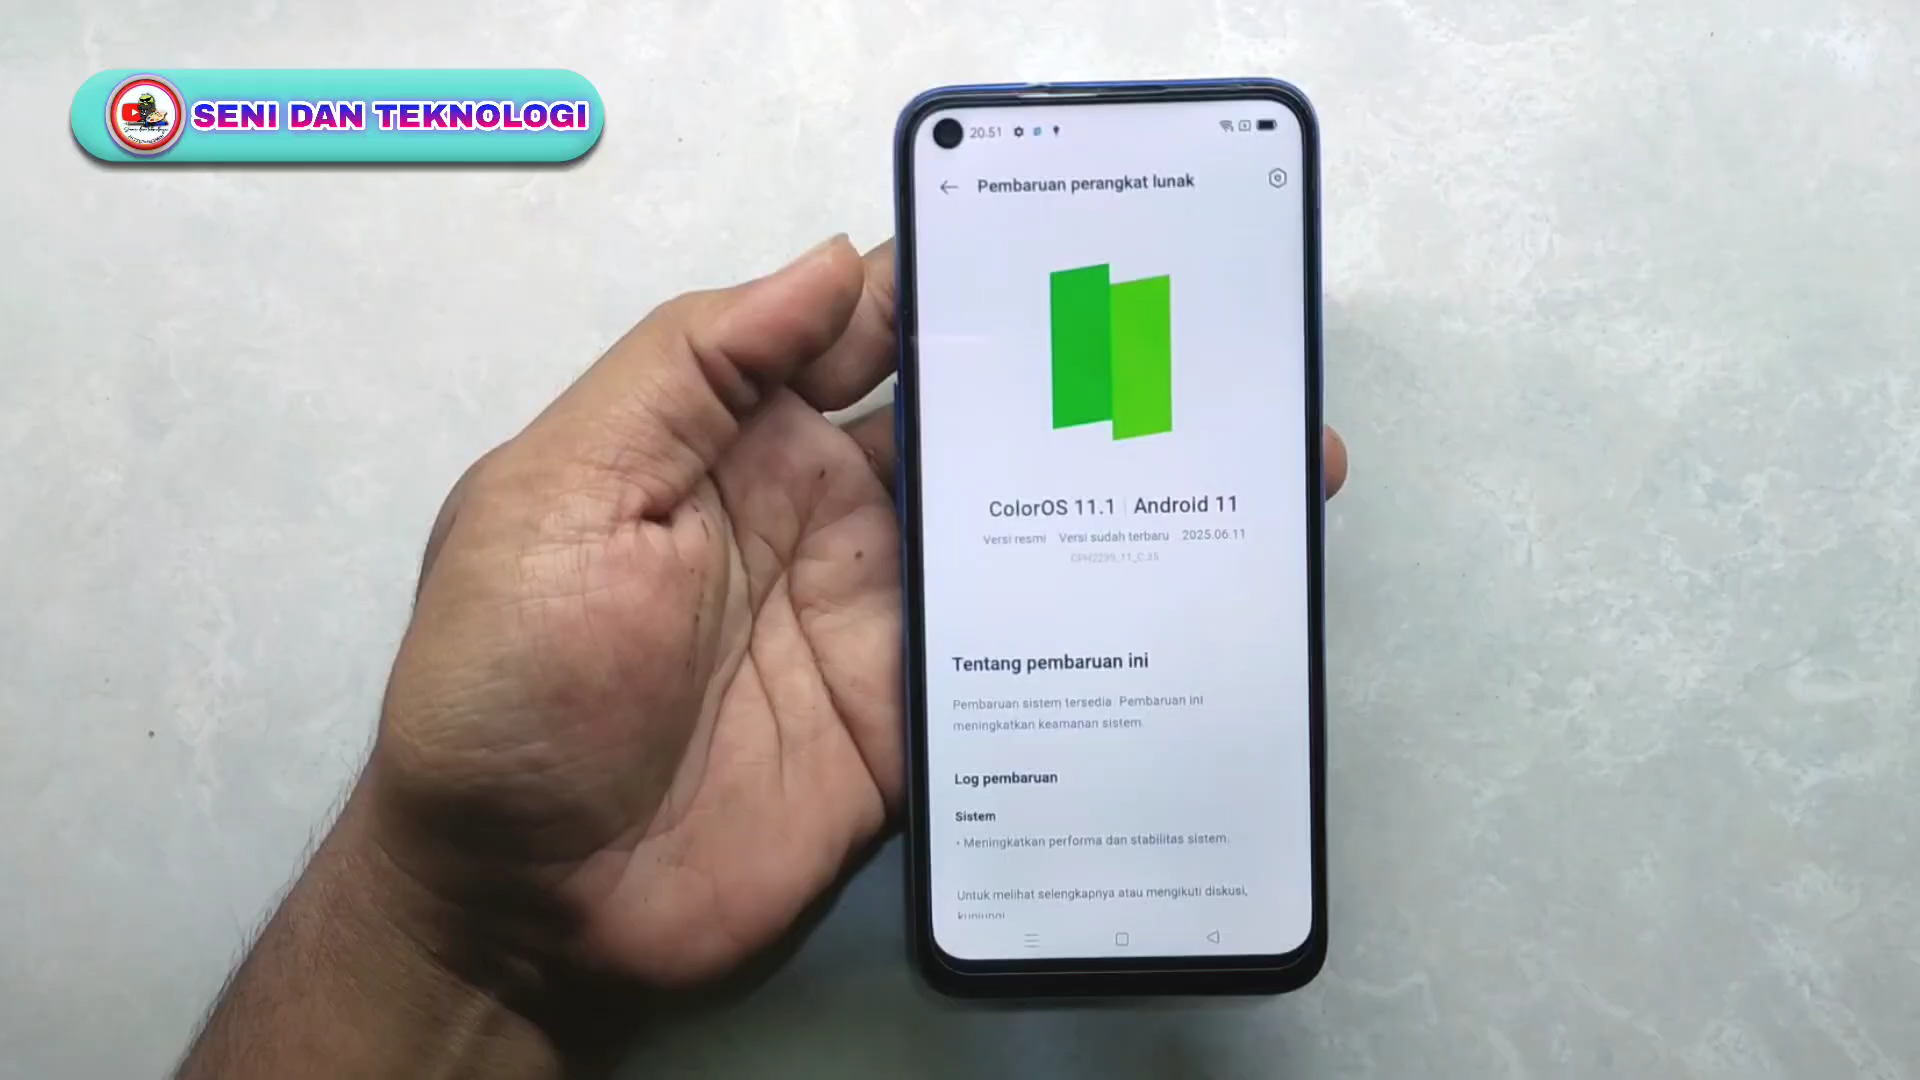 SENI DAN TEKNOLOGI
20.51
Pembaruan perangkat lunak
ColorOS 11.1 | Android 11
Versi resmi Versi sudah terbaru 2025.06.11
CPH2299_11_C.35
Tentang pembaruan ini
Pembaruan sistem tersedia. Pembaruan ini
meningkatkan keamanan sistem.
Log pembaruan
Sistem
• Meningkatkan performa dan stabilitas sistem.
Untuk melihat selengkapnya atau mengikuti diskusi,